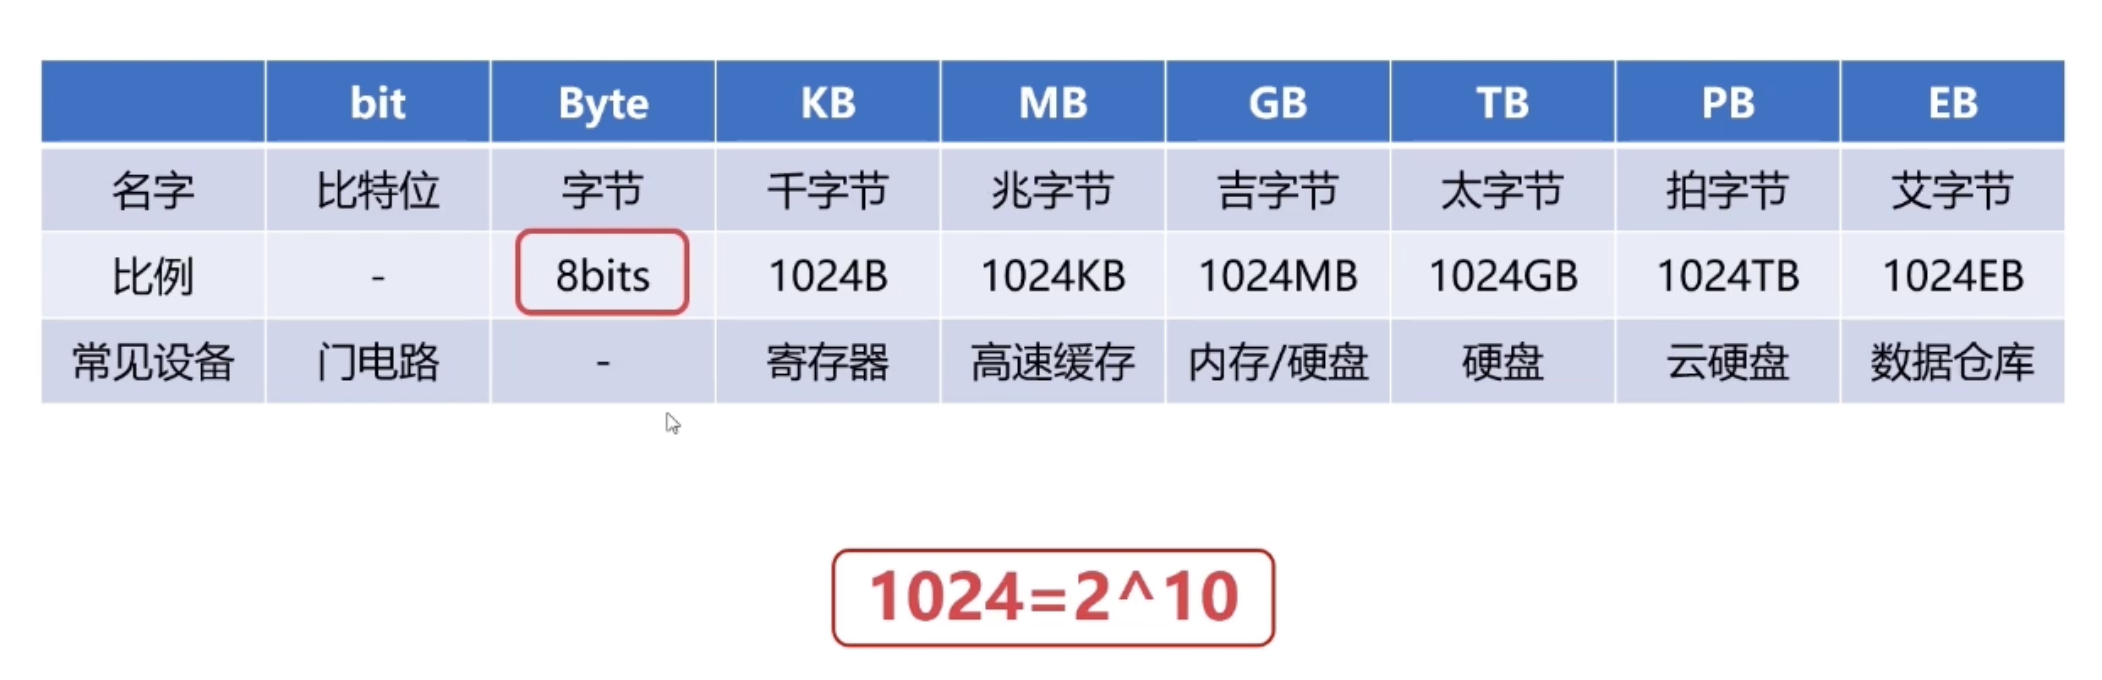 bit Byte KB MB GB TB PB EB
名字 比特位 字节 千字节 兆字节 吉字节 太字节 拍字节 艾字节
比例 - 8bits 1024B 1024KB 1024MB 1024GB 1024TB 1024EB
常见设备 门电路 - 寄存器 高速缓存 内存/硬盘 硬盘 云硬盘 数据仓库
1024=2^10